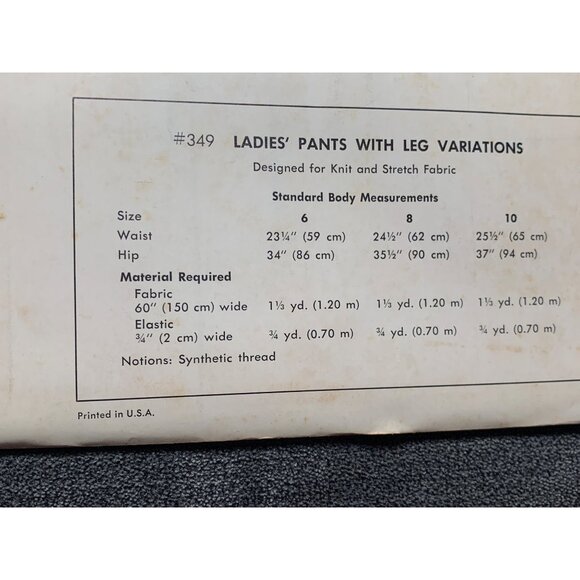 #349 LADIES' PANTS WITH LEG VARIATIONS
Designed for Knit and Stretch Fabric
Standard Body Measurements
Size 6 8 10
Waist 23¼" (59 cm) 24½" (62 cm) 25½" (65 cm)
Hip 34" (86 cm) 35½" (90 cm) 37" (94 cm)
Material Required
Fabric
60" (150 cm) wide 1⅓ yd. (1.20 m) 1⅓ yd. (1.20 m) 1⅓ yd. (1.20 m)
Elastic
¾" (2 cm) wide ¾ yd. (0.70 m) ¾ yd. (0.70 m) ¾ yd. (0.70 m)
Notions: Synthetic thread
Printed in U.S.A.